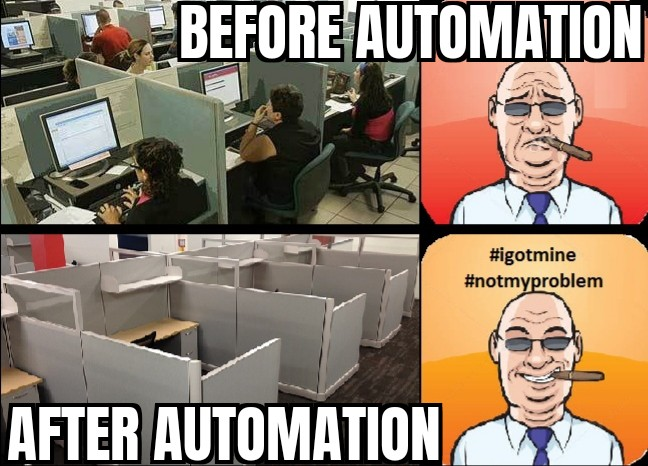 BEFORE AUTOMATION
#igotmine
#notmyproblem
AFTER AUTOMATION